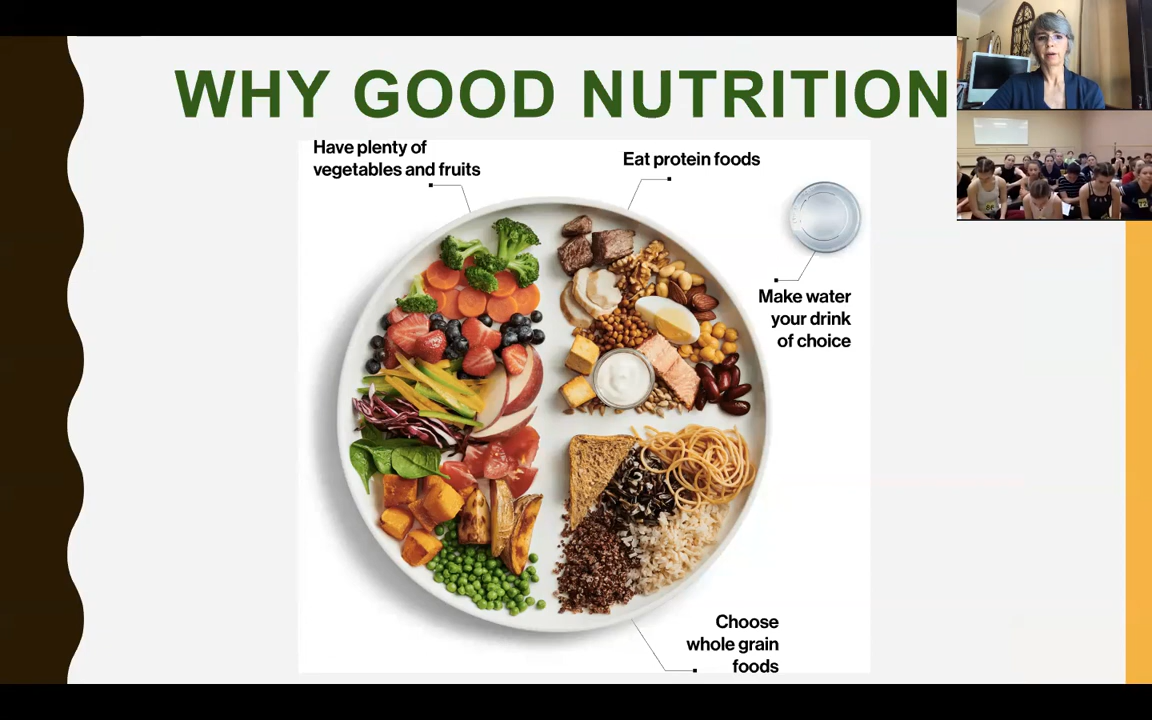 WHY GOOD NUTRITION
Have plenty of
vegetables and fruits
Eat protein foods
Make water
your drink
of choice
Choose
whole grain
foods